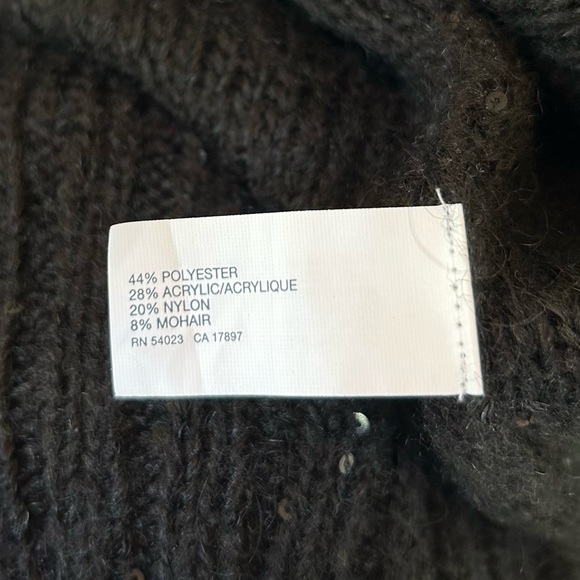 44% POLYESTER
28% ACRYLIC/ACRYLIQUE
20% NYLON
8% MOHAIR
RN 54023 CA 17897